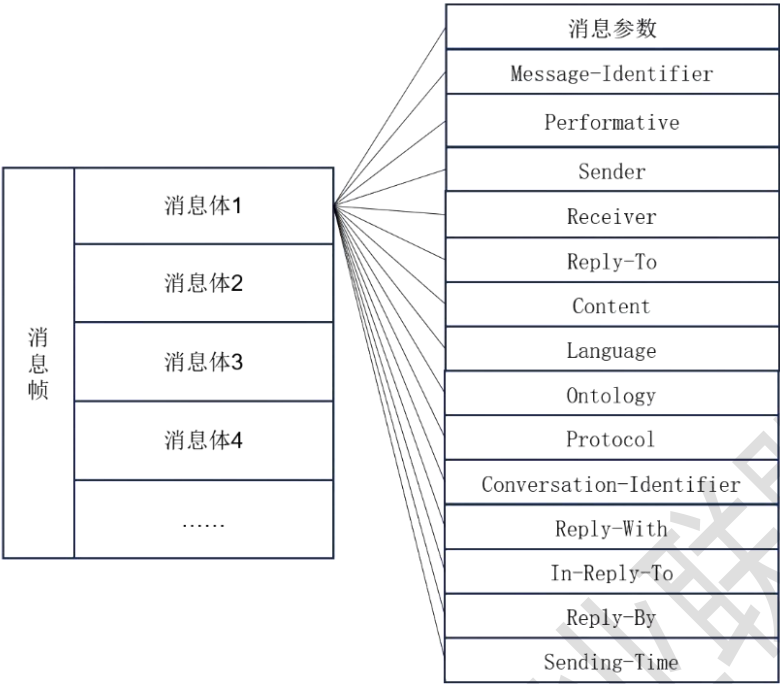 消息帧
消息体1
消息体2
消息体3
消息体4
……
消息参数
Message-Identifier
Performative
Sender
Receiver
Reply-To
Content
Language
Ontology
Protocol
Conversation-Identifier
Reply-With
In-Reply-To
Reply-By
Sending-Time
业联